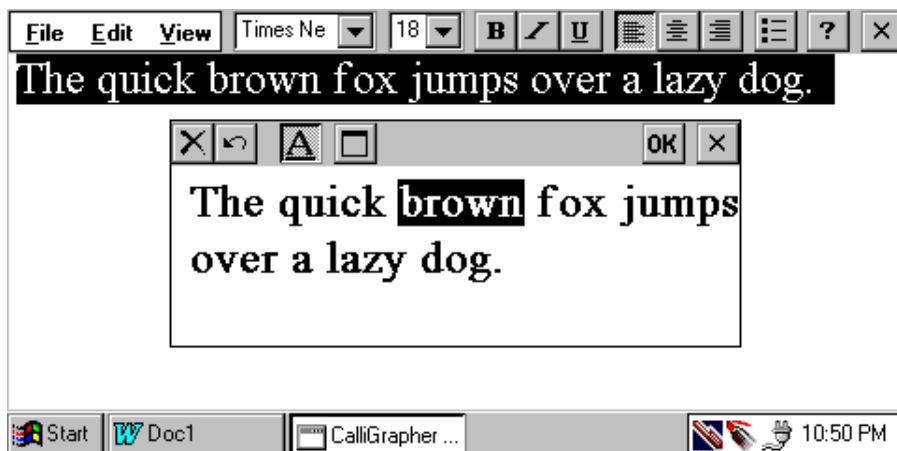 File Edit View Times Ne 18 B I U ?
The quick brown fox jumps over a lazy dog.
A OK
The quick brown fox jumps
over a lazy dog.
Start W Doc1 CalliGrapher ... 10:50 PM